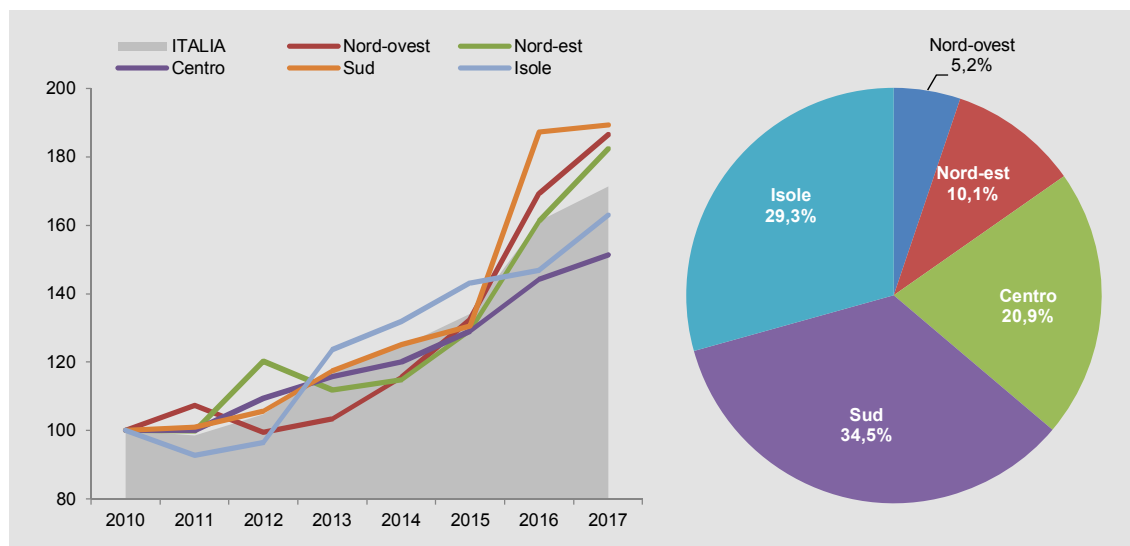 ITALIA Nord-ovest Nord-est
Centro Sud Isole
200
180
160
140
120
100
80
2010 2011 2012 2013 2014 2015 2016 2017
Nord-ovest
5,2%
Nord-est
10,1%
Centro
20,9%
Sud
34,5%
Isole
29,3%